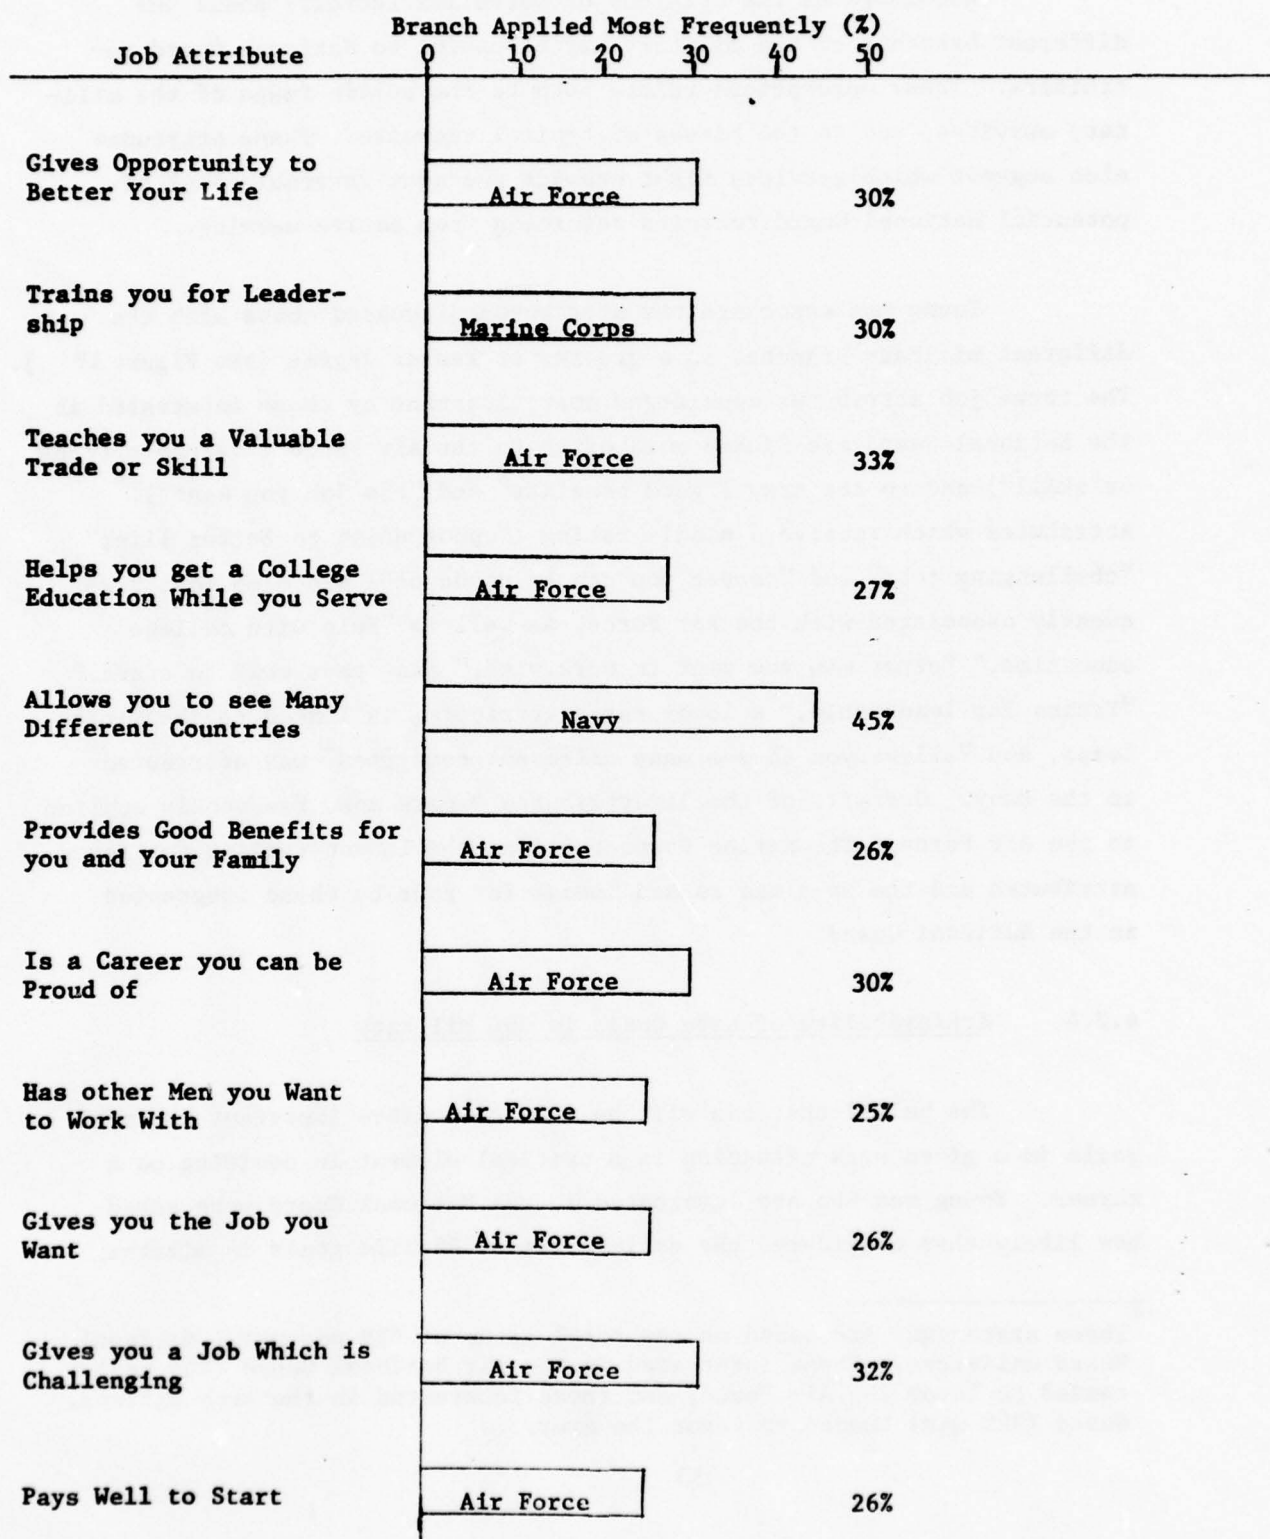 Branch Applied Most Frequently (%)
Job Attribute 0 10 20 30 40 50
Gives Opportunity to
Better Your Life Air Force 30%
Trains you for Leader-
ship Marine Corps 30%
Teaches you a Valuable
Trade or Skill Air Force 33%
Helps you get a College
Education While you Serve Air Force 27%
Allows you to see Many
Different Countries Navy 45%
Provides Good Benefits for
you and Your Family Air Force 26%
Is a Career you can be
Proud of Air Force 30%
Has other Men you Want
to Work With Air Force 25%
Gives you the Job you
Want Air Force 26%
Gives you a Job Which is
Challenging Air Force 32%
Pays Well to Start Air Force 26%